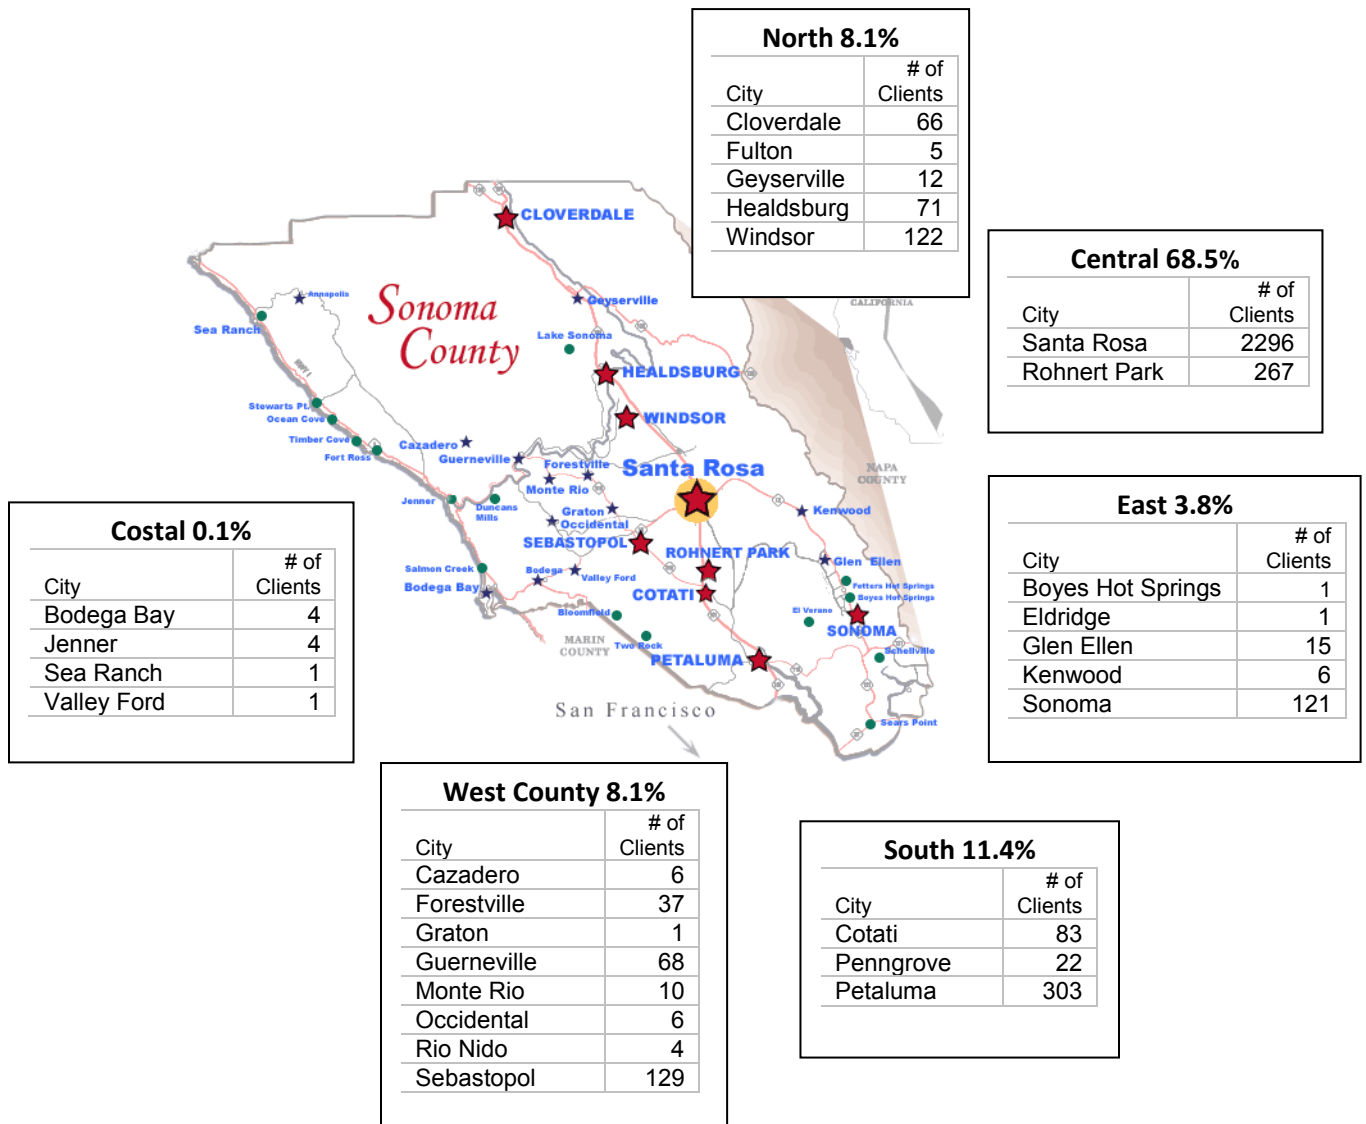 North 8.1%
# of
City Clients
Cloverdale 66
Fulton 5
Geyserville 12
Healdsburg 71
Windsor 122
Central 68.5%
# of
City Clients
Santa Rosa 2296
Rohnert Park 267
East 3.8%
# of
City Clients
Boyes Hot Springs 1
Eldridge 1
Glen Ellen 15
Kenwood 6
Sonoma 121
Costal 0.1%
# of
City Clients
Bodega Bay 4
Jenner 4
Sea Ranch 1
Valley Ford 1
West County 8.1%
# of
City Clients
Cazadero 6
Forestville 37
Graton 1
Guerneville 68
Monte Rio 10
Occidental 6
Rio Nido 4
Sebastopol 129
South 11.4%
# of
City Clients
Cotati 83
Penngrove 22
Petaluma 303
Sonoma
County
CLOVERDALE
Annapolis
Geyserville
CALIFORNIA
Sea Ranch
Lake Sonoma
HEALDSBURG
Stewarts Pt.
Ocean Cove
WINDSOR
Timber Cove
Cazadero
Fort Ross
Guerneville
Forestville
Santa Rosa
NAPA
COUNTY
Monte Rio
Jenner
Duncans
Mills
Graton
Occidental
Kenwood
SEBASTOPOL
ROHNERT PARK
Glen Ellen
Salmon Creek
Bodega
Valley Ford
Fetters Hot Springs
Bodega Bay
COTATI
Boyes Hot Springs
Bloomfield
El Verano
SONOMA
MARIN
COUNTY
Two Rock
PETALUMA
Schellville
San Francisco
Sears Point